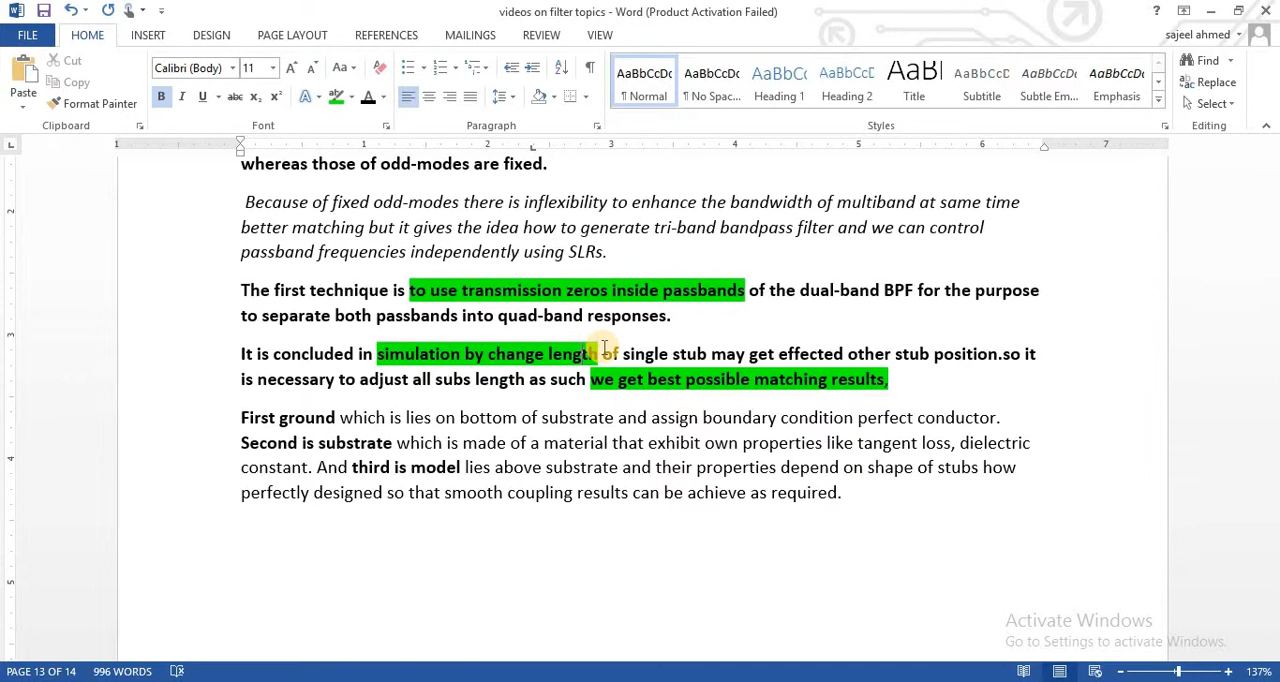 videos on filter topics - Word (Product Activation Failed)
FILE HOME INSERT DESIGN PAGE LAYOUT REFERENCES MAILINGS REVIEW VIEW sajeel ahmed
Cut
Copy
Format Painter
Paste
Clipboard
Calibri (Body) 11
Font
Paragraph
AaBbCcDc AaBbCcDc AaBbCc AaBbCcC AaBl AaBbCcD AaBbCcDc AaBbCcDc
¶ Normal ¶ No Spac... Heading 1 Heading 2 Title Subtitle Subtle Em... Emphasis
Styles
Find
Replace
Select
Editing
1 1 2 3 4 5 6 7
whereas those of odd-modes are fixed.
Because of fixed odd-modes there is inflexibility to enhance the bandwidth of multiband at same time
better matching but it gives the idea how to generate tri-band bandpass filter and we can control
passband frequencies independently using SLRs.
The first technique is to use transmission zeros inside passbands of the dual-band BPF for the purpose
to separate both passbands into quad-band responses.
It is concluded in simulation by change length of single stub may get effected other stub position.so it
is necessary to adjust all subs length as such we get best possible matching results,
First ground which is lies on bottom of substrate and assign boundary condition perfect conductor.
Second is substrate which is made of a material that exhibit own properties like tangent loss, dielectric
constant. And third is model lies above substrate and their properties depend on shape of stubs how
perfectly designed so that smooth coupling results can be achieve as required.
Activate Windows
Go to Settings to activate Windows.
PAGE 13 OF 14 996 WORDS 137%